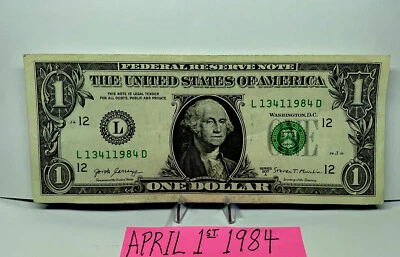 FEDERAL RESERVE NOTE
THE UNITED STATES OF AMERICA
THIS NOTE IS LEGAL TENDER
FOR ALL DEBTS, PUBLIC AND PRIVATE
L 13411984 D
WASHINGTON, D.C.
12 L 12
L 13411984 D
12 12
SERIES
ONE DOLLAR
1 1 1 1
APRIL 1ST 1984